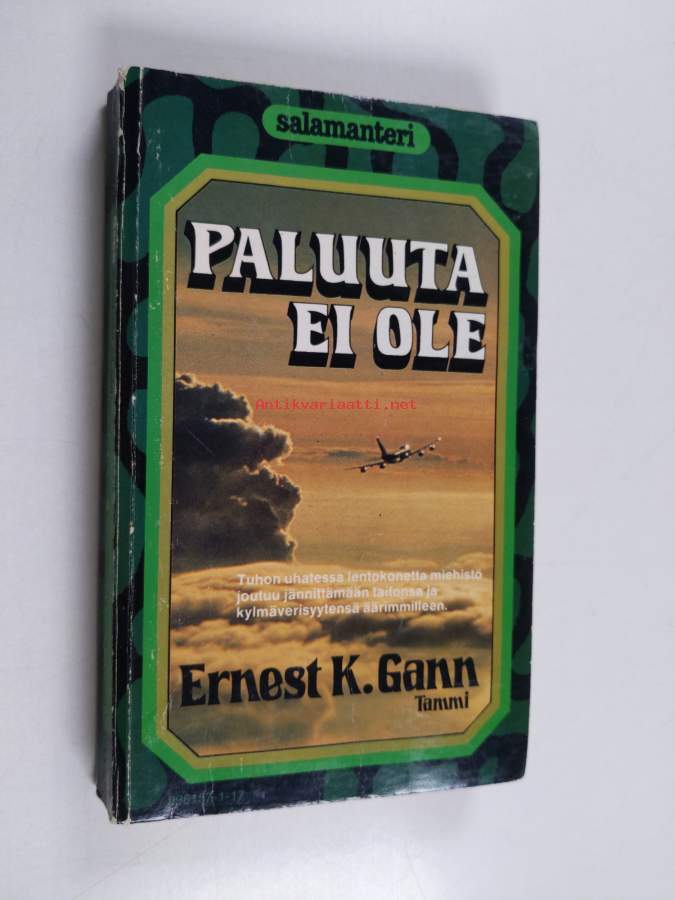 salamanteri
PALUUTA
EI OLE
Antikvariaatti.net
Tuhon uhatessa lentokonetta miehistö
joutuu jännittämään taitonsa ja
kylmäverisyytensä äärimmilleen.
Ernest K. Gann
Tammi